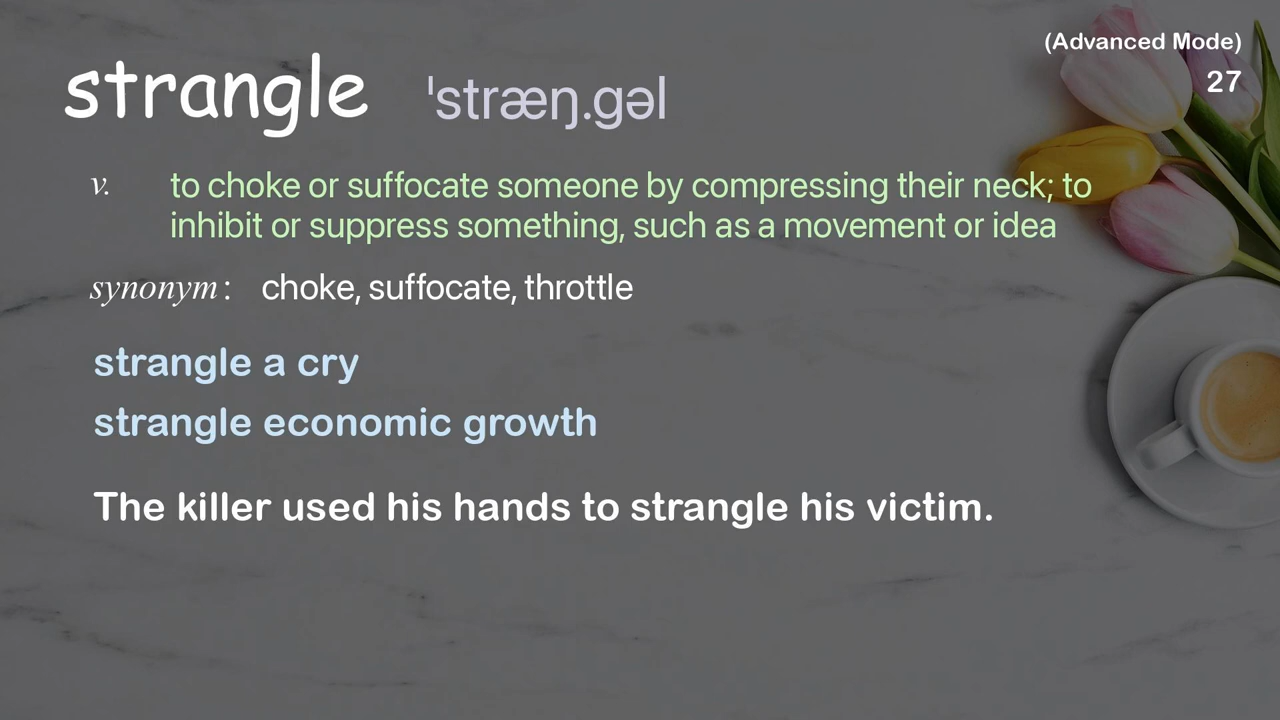 (Advanced Mode)
strangle ˈstræŋ.gəl
27
v. to choke or suffocate someone by compressing their neck; to
inhibit or suppress something, such as a movement or idea
synonym : choke, suffocate, throttle
strangle a cry
strangle economic growth
The killer used his hands to strangle his victim.